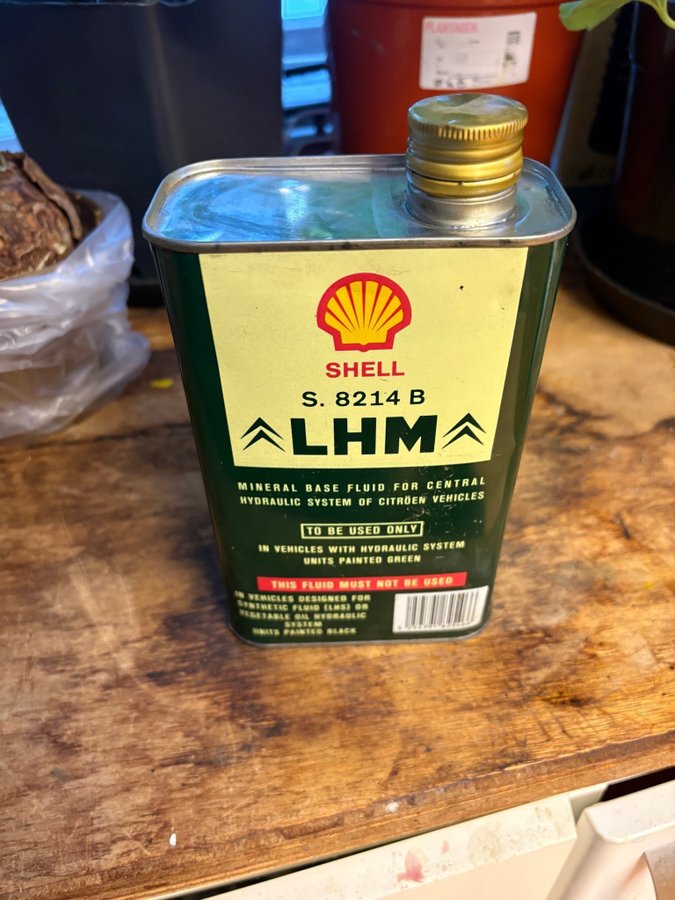 PLANTAGEN
SHELL
S. 8214 B
LHM
MINERAL BASE FLUID FOR CENTRAL
HYDRAULIC SYSTEM OF CITRÖEN VEHICLES
TO BE USED ONLY
IN VEHICLES WITH HYDRAULIC SYSTEM
UNITS PAINTED GREEN
THIS FLUID MUST NOT BE USED
IN VEHICLES DESIGNED FOR
SYNTHETIC FLUID (LHS) OR
VEGETABLE OIL HYDRAULIC
SYSTEM
UNITS PAINTED BLACK